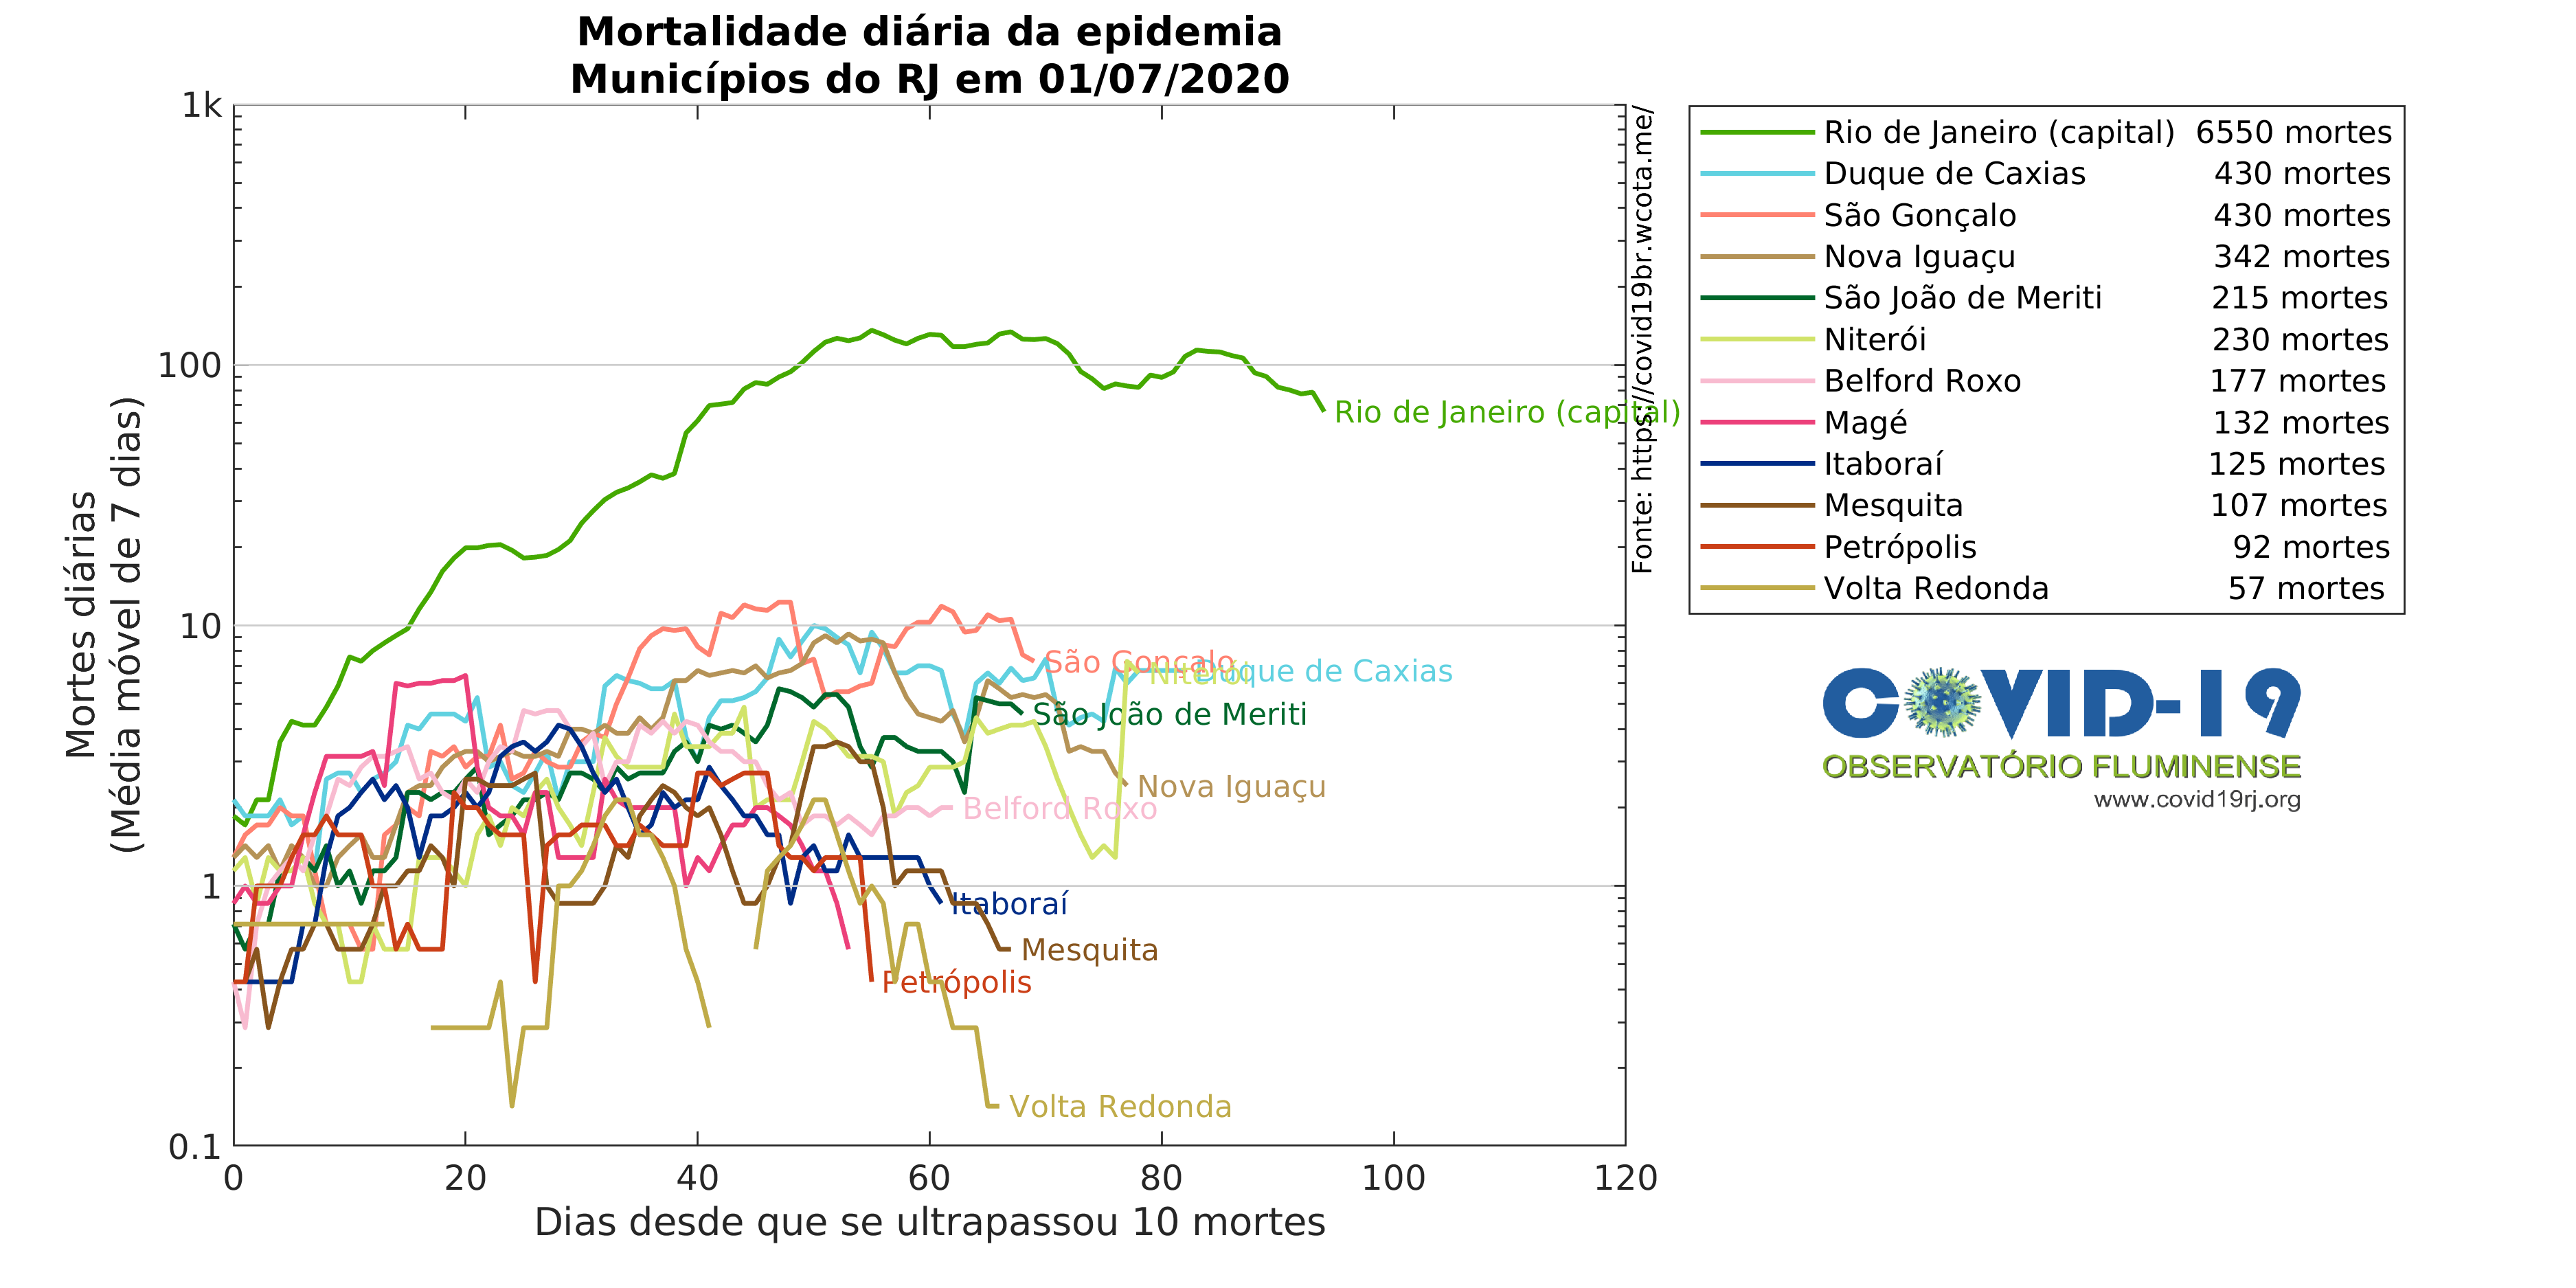 Mortalidade diária da epidemia
Municípios do RJ em 01/07/2020
Mortes diárias
(Média móvel de 7 dias)
1k
100
10
1
0.1
0
20
40
60
80
100
120
Dias desde que se ultrapassou 10 mortes
Rio de Janeiro (capital)
São Gonçalo
Niterói
Duque de Caxias
São João de Meriti
Nova Iguaçu
Belford Roxo
Itaboraí
Mesquita
Petrópolis
Volta Redonda
Fonte: https://covid19br.wcota.me/
Rio de Janeiro (capital) 6550 mortes
Duque de Caxias 430 mortes
São Gonçalo 430 mortes
Nova Iguaçu 342 mortes
São João de Meriti 215 mortes
Niterói 230 mortes
Belford Roxo 177 mortes
Magé 132 mortes
Itaboraí 125 mortes
Mesquita 107 mortes
Petrópolis 92 mortes
Volta Redonda 57 mortes
COVID-19
OBSERVATÓRIO FLUMINENSE
www.covid19rj.org